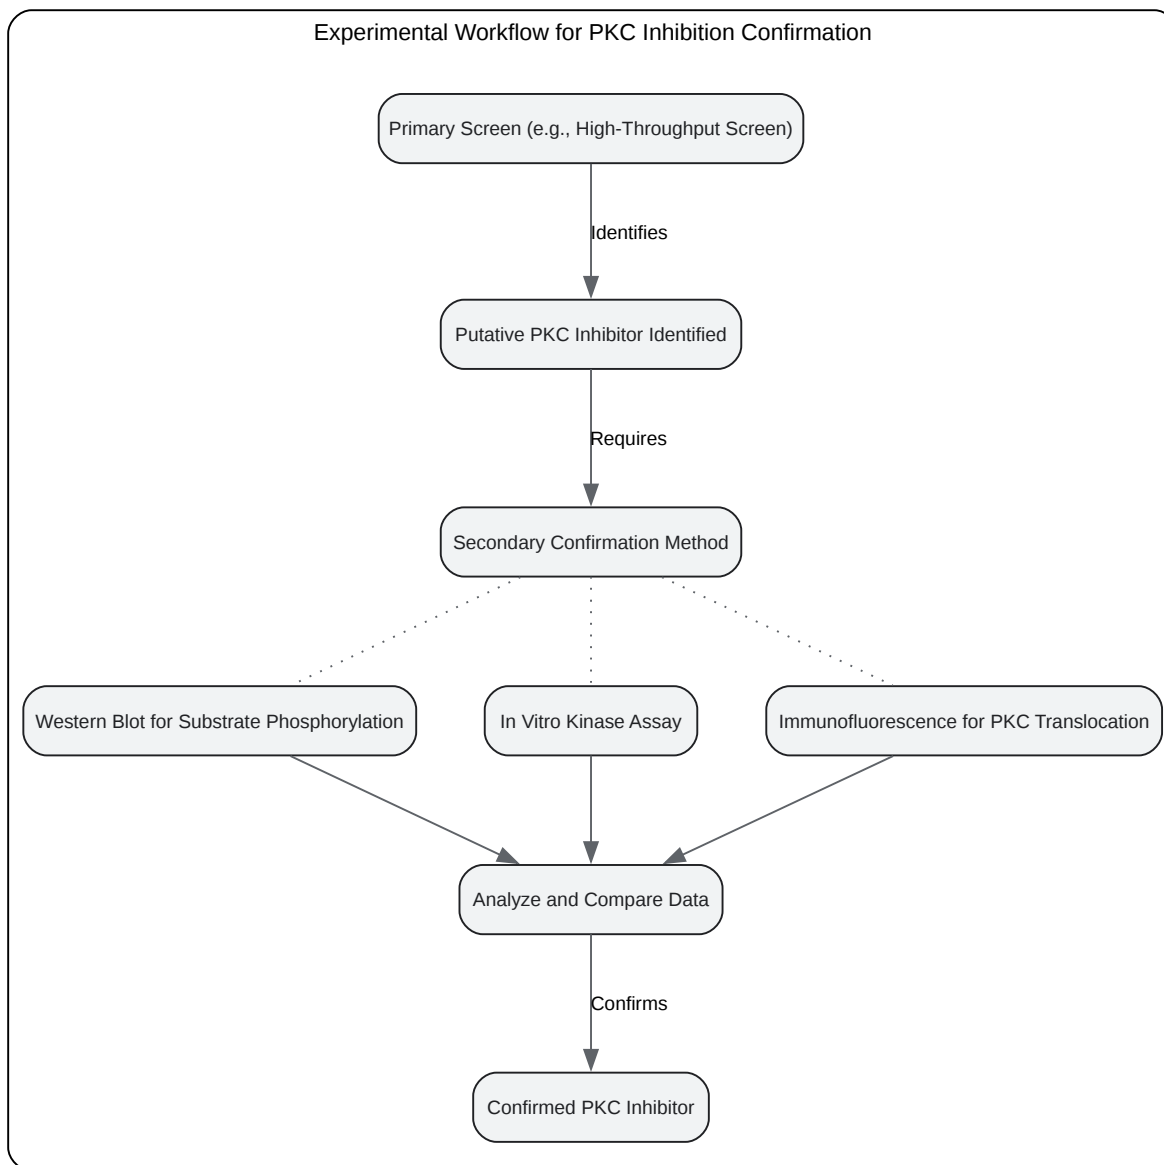 Experimental Workflow for PKC Inhibition Confirmation
Primary Screen (e.g., High-Throughput Screen)
Identifies
Putative PKC Inhibitor Identified
Requires
Secondary Confirmation Method
Western Blot for Substrate Phosphorylation
In Vitro Kinase Assay
Immunofluorescence for PKC Translocation
Analyze and Compare Data
Confirms
Confirmed PKC Inhibitor